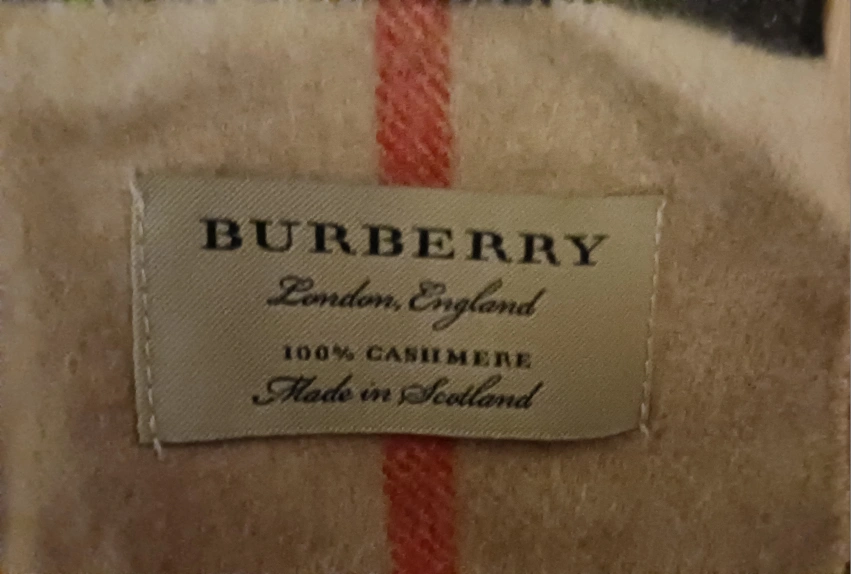 BURBERRY
London, England
100% CASHMERE
Made in Scotland